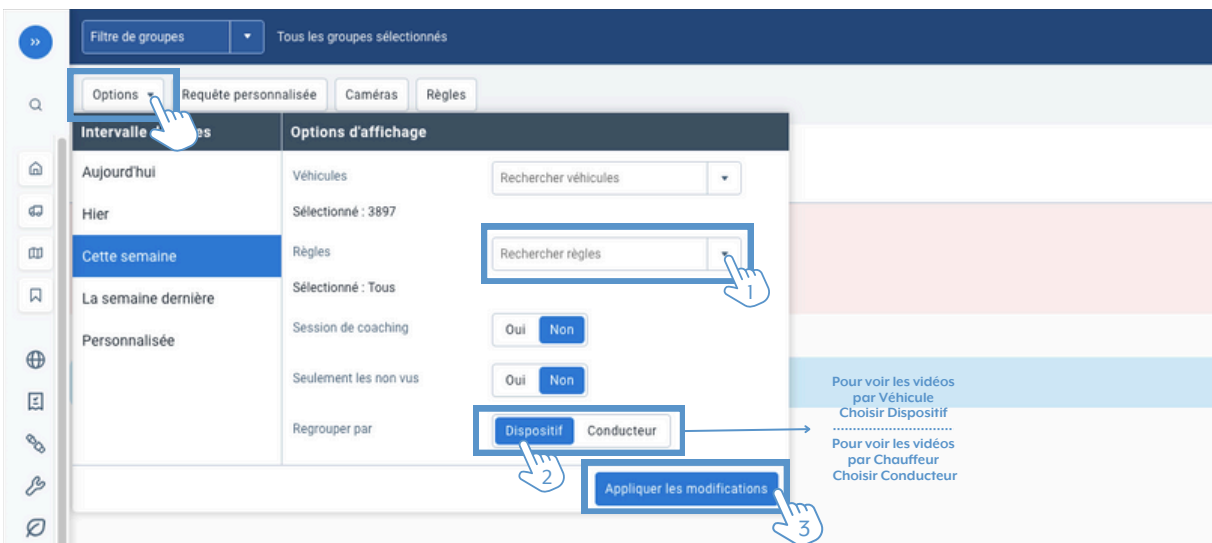 Filtre de groupes
Tous les groupes sélectionnés
Options
Requête personnalisée
Caméras
Règles
Options d'affichage
Aujourd'hui
Hier
Cette semaine
La semaine dernière
Personnalisée
Véhicules
Rechercher véhicules
Sélectionné : 3897
Règles
Rechercher règles
1
Sélectionné : Tous
Session de coaching
Oui
Non
Seulement les non vus
Oui
Non
Regrouper par
Dispositif
Conducteur
2
Appliquer les modifications
3
Pour voir les vidéos
par Véhicule
Choisir Dispositif
Pour voir les vidéos
par Chauffeur
Choisir Conducteur